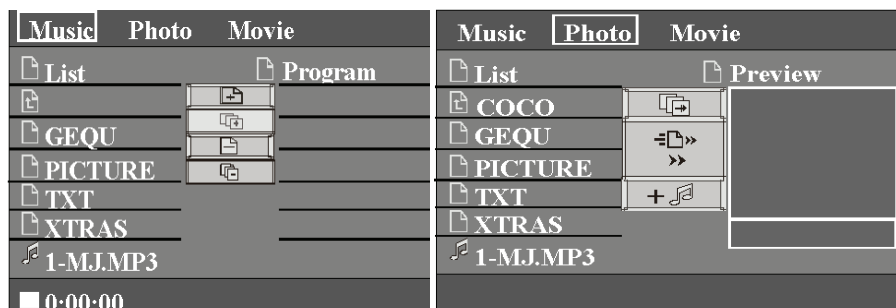 Music Photo Movie
List Program
GEQU
PICTURE
TXT
XTRAS
1-MJ.MP3
0:00:00
Music Photo Movie
List Preview
COCO
GEQU
PICTURE
TXT
XTRAS
1-MJ.MP3